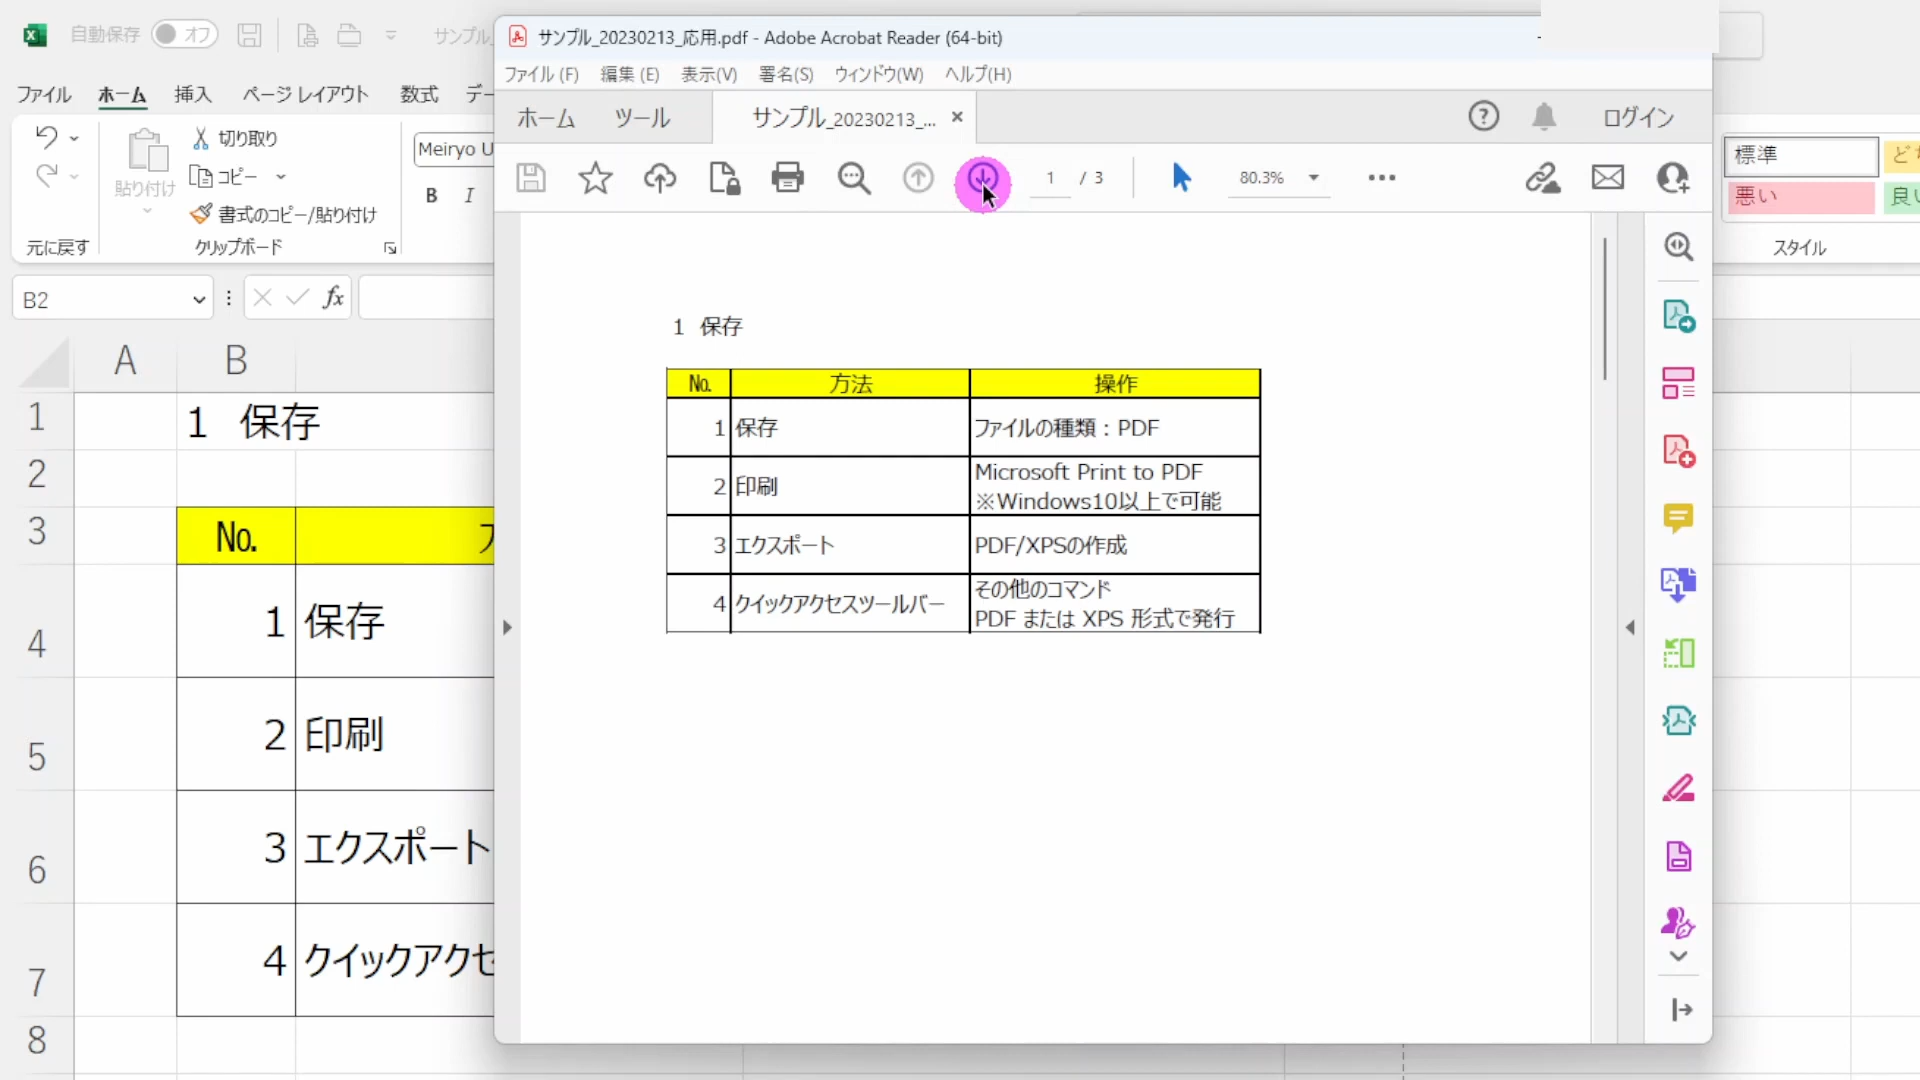 自動保存 オフ サンプル_
ファイル ホーム 挿入 ページ レイアウト 数式
切り取り
コピー
貼り付け
書式のコピー/貼り付け
元に戻す クリップボード
Meiryo U
B I
B2
fx
A B
1 1 保存
2
3 No.
4 1 保存
5 2 印刷
6 3 エクスポート
7 4 クイックアクセ
8
サンプル_20230213_応用.pdf - Adobe Acrobat Reader (64-bit)
ファイル(F) 編集(E) 表示(V) 署名(S) ウィンドウ(W) ヘルプ(H)
ホーム ツール サンプル_20230213_... × ログイン
1 / 3 80.3%
1 保存
No. 方法 操作
1 保存 ファイルの種類：PDF
2 印刷 Microsoft Print to PDF
※Windows10以上で可能
3 エクスポート PDF/XPSの作成
4 クイックアクセスツールバー その他のコマンド
PDF または XPS 形式で発行
標準
悪い
スタイル